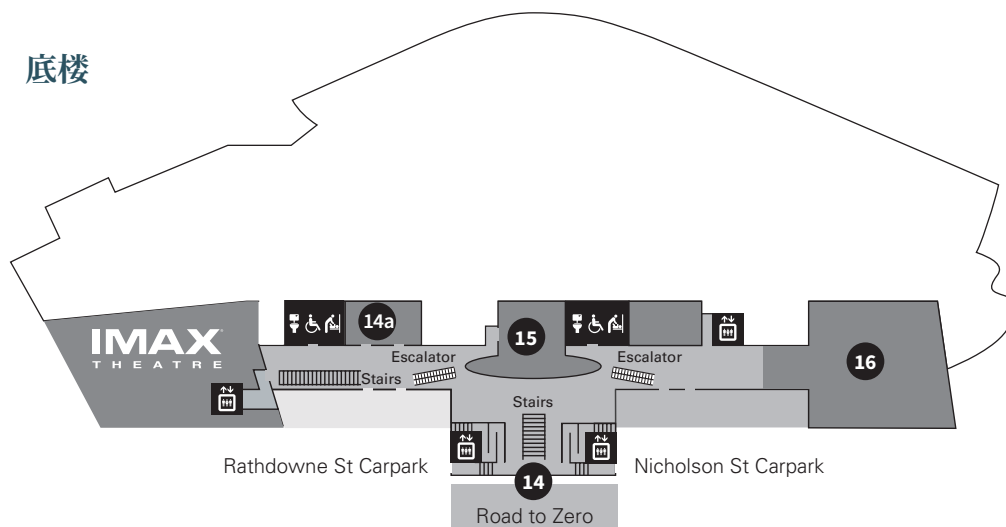 底楼
IMAX
THEATRE
14a
15
16
Escalator
Escalator
Stairs
Stairs
Rathdowne St Carpark
Nicholson St Carpark
14
Road to Zero